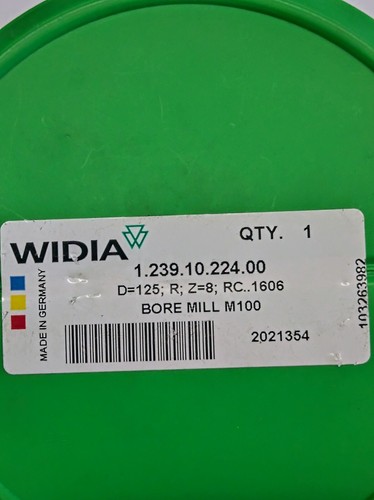 WIDIA
QTY. 1
1.239.10.224.00
D=125; R; Z=8; RC..1606
BORE MILL M100
2021354
MADE IN GERMANY
103263982